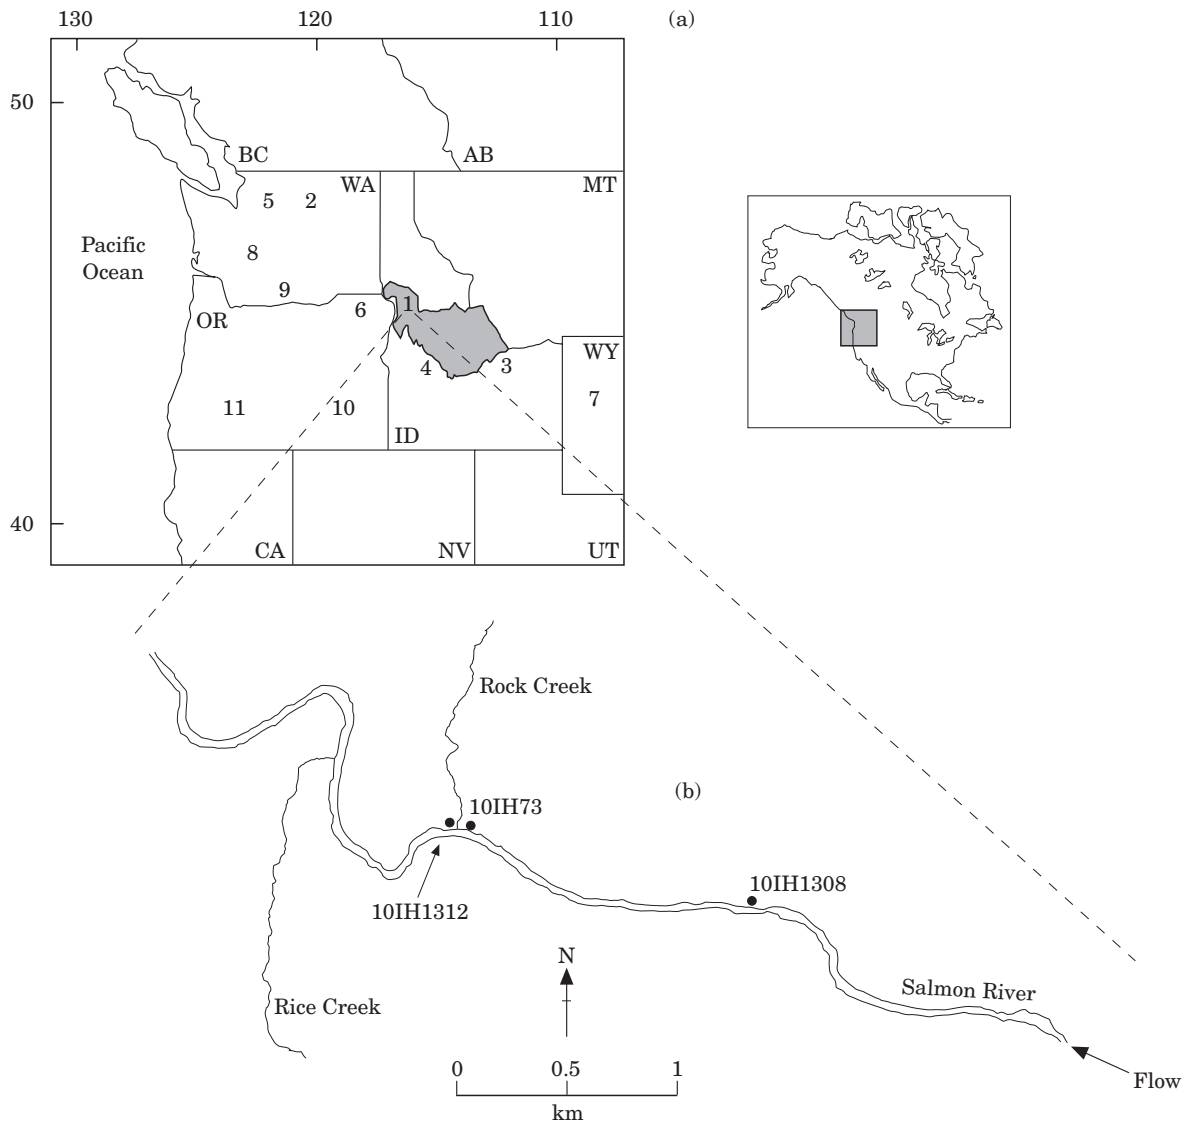 130
120
110
(a)
50
BC
AB
WA
MT
5
2
Pacific
Ocean
8
9
1
6
OR
WY
4
3
7
11
10
ID
40
CA
NV
UT
Rock Creek
(b)
10IH73
10IH1308
10IH1312
N
Salmon River
Rice Creek
0
0.5
1
km
Flow